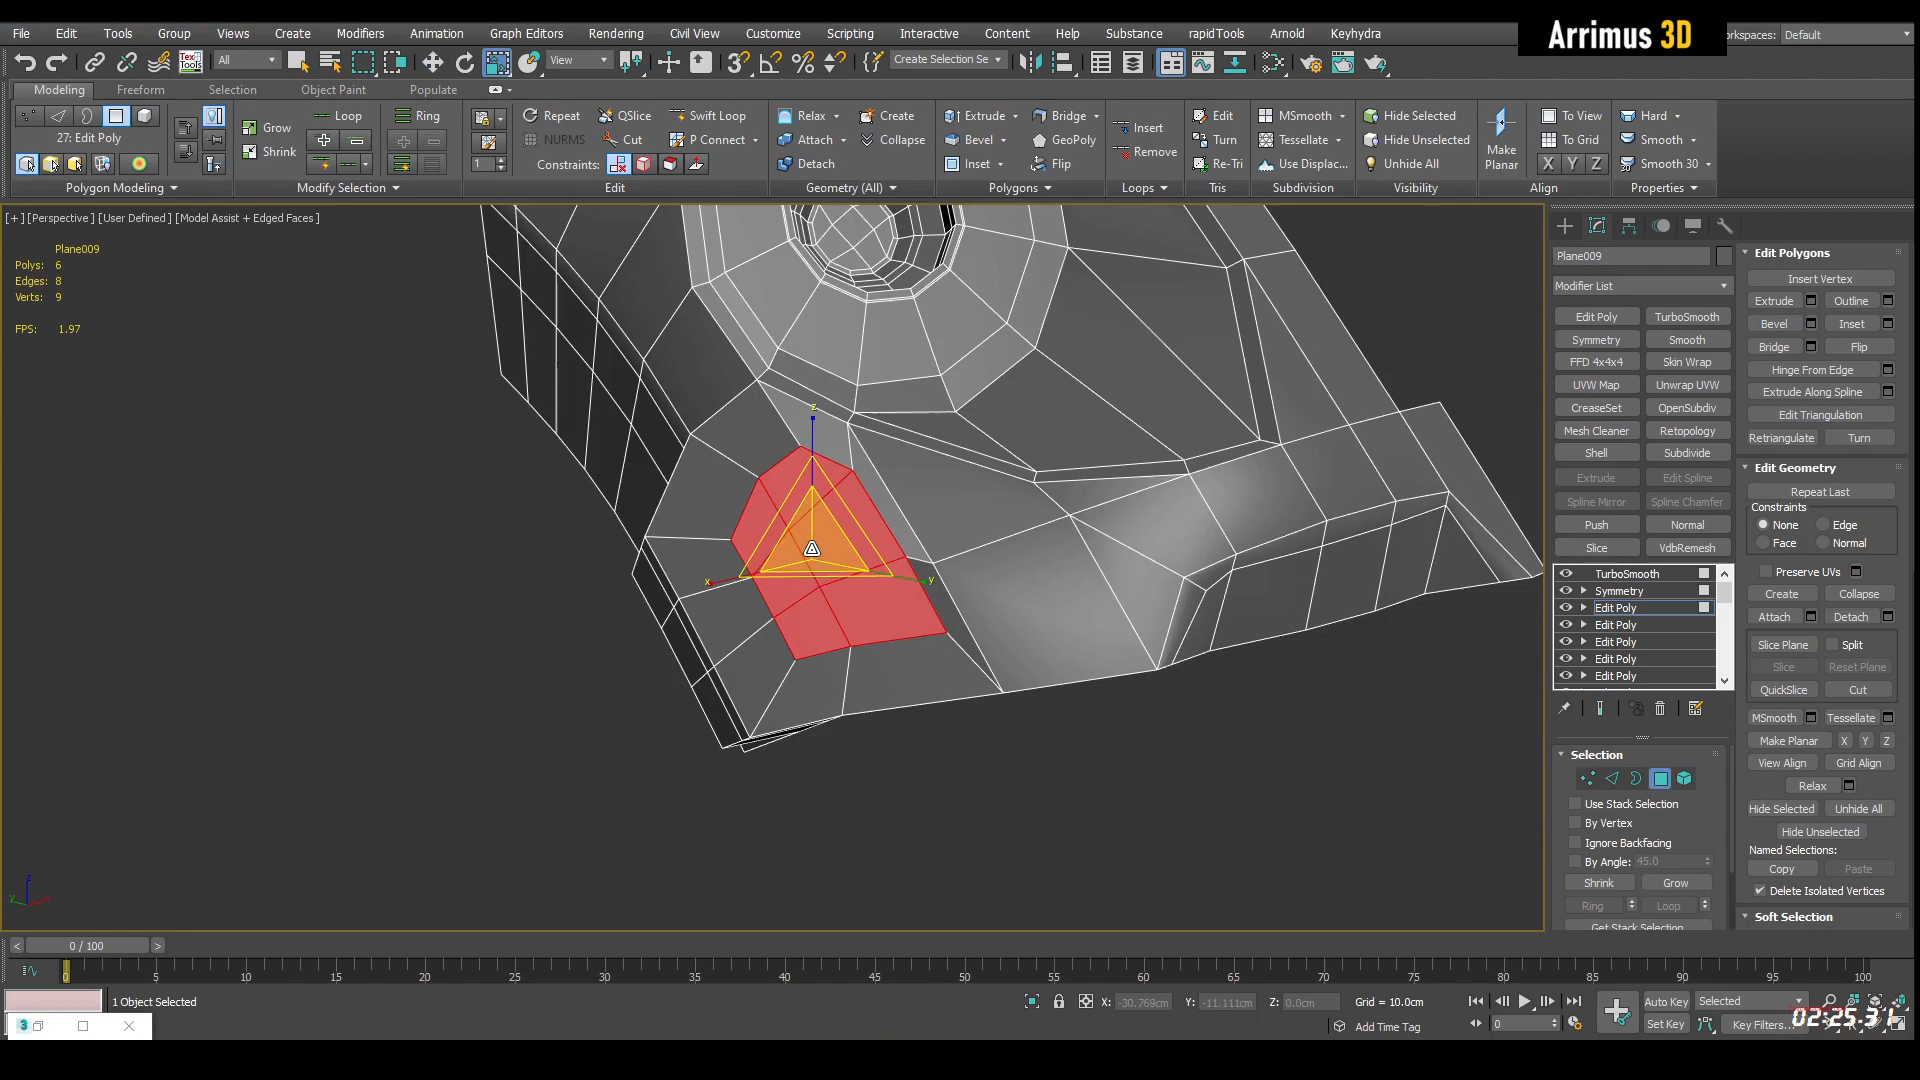 File Edit Tools Group Views Create Modifiers Animation Graph Editors Rendering Civil View Customize Scripting Interactive Content Help Substance rapidTools Arnold Keyhydra
Arrimus 3D
orkspaces: Default
Text Tools All View Create Selection Se
Modeling Freeform Selection Object Paint Populate
27: Edit Poly
Grow
Shrink
Loop
Ring
Repeat QSlice Swift Loop
NURMS Cut P Connect
1 Constraints:
Relax Create
Attach Collapse
Detach
Extrude Bridge
Bevel GeoPoly
Inset Flip
Insert
Remove
Edit
Turn
Re-Tri
MSmooth
Tessellate
Use Displac...
Hide Selected
Hide Unselected
Unhide All
Make Planar
To View
To Grid
X Y Z
Hard
Smooth
Smooth 30
Polygon Modeling Modify Selection Edit Geometry (All) Polygons Loops Tris Subdivision Visibility Align Properties
[+] [Perspective] [User Defined] [Model Assist + Edged Faces]
Plane009
Polys: 6
Edges: 8
Verts: 9
FPS: 1.97
z
x
y
z
y
Plane009
Modifier List
Edit Poly TurboSmooth
Symmetry Smooth
FFD 4x4x4 Skin Wrap
UVW Map Unwrap UVW
CreaseSet OpenSubdiv
Mesh Cleaner Retopology
Shell Subdivide
Extrude Edit Spline
Spline Mirror Spline Chamfer
Push Normal
Slice VdbRemesh
TurboSmooth
Symmetry
Edit Poly
Edit Poly
Edit Poly
Edit Poly
Edit Poly
Selection
Use Stack Selection
By Vertex
Ignore Backfacing
By Angle: 45.0
Shrink Grow
Ring Loop
Get Stack Selection
Edit Polygons
Insert Vertex
Extrude Outline
Bevel Inset
Bridge Flip
Hinge From Edge
Extrude Along Spline
Edit Triangulation
Retriangulate Turn
Edit Geometry
Repeat Last
Constraints
None Edge
Face Normal
Preserve UVs
Create Collapse
Attach Detach
Slice Plane Split
Slice Reset Plane
QuickSlice Cut
MSmooth Tessellate
Make Planar X Y Z
View Align Grid Align
Relax
Hide Selected Unhide All
Hide Unselected
Named Selections:
Copy Paste
Delete Isolated Vertices
Soft Selection
< 0 / 100 >
0 5 10 15 20 25 30 35 40 45 50 55 60 65 70 75 80 85 90 95 100
1 Object Selected
X: -30.769cm Y: -11.111cm Z: 0.0cm Grid = 10.0cm
Add Time Tag
0
Auto Key Selected
Set Key Key Filters...
02:25.31
3